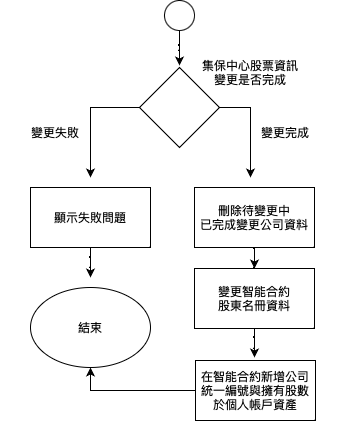 集保中心股票資訊
變更是否完成
變更失敗
變更完成
顯示失敗問題
刪除待變更中
已完成變更公司資料
變更智能合約
股東名冊資料
結束
在智能合約新增公司
統一編號與擁有股數
於個人帳戶資產